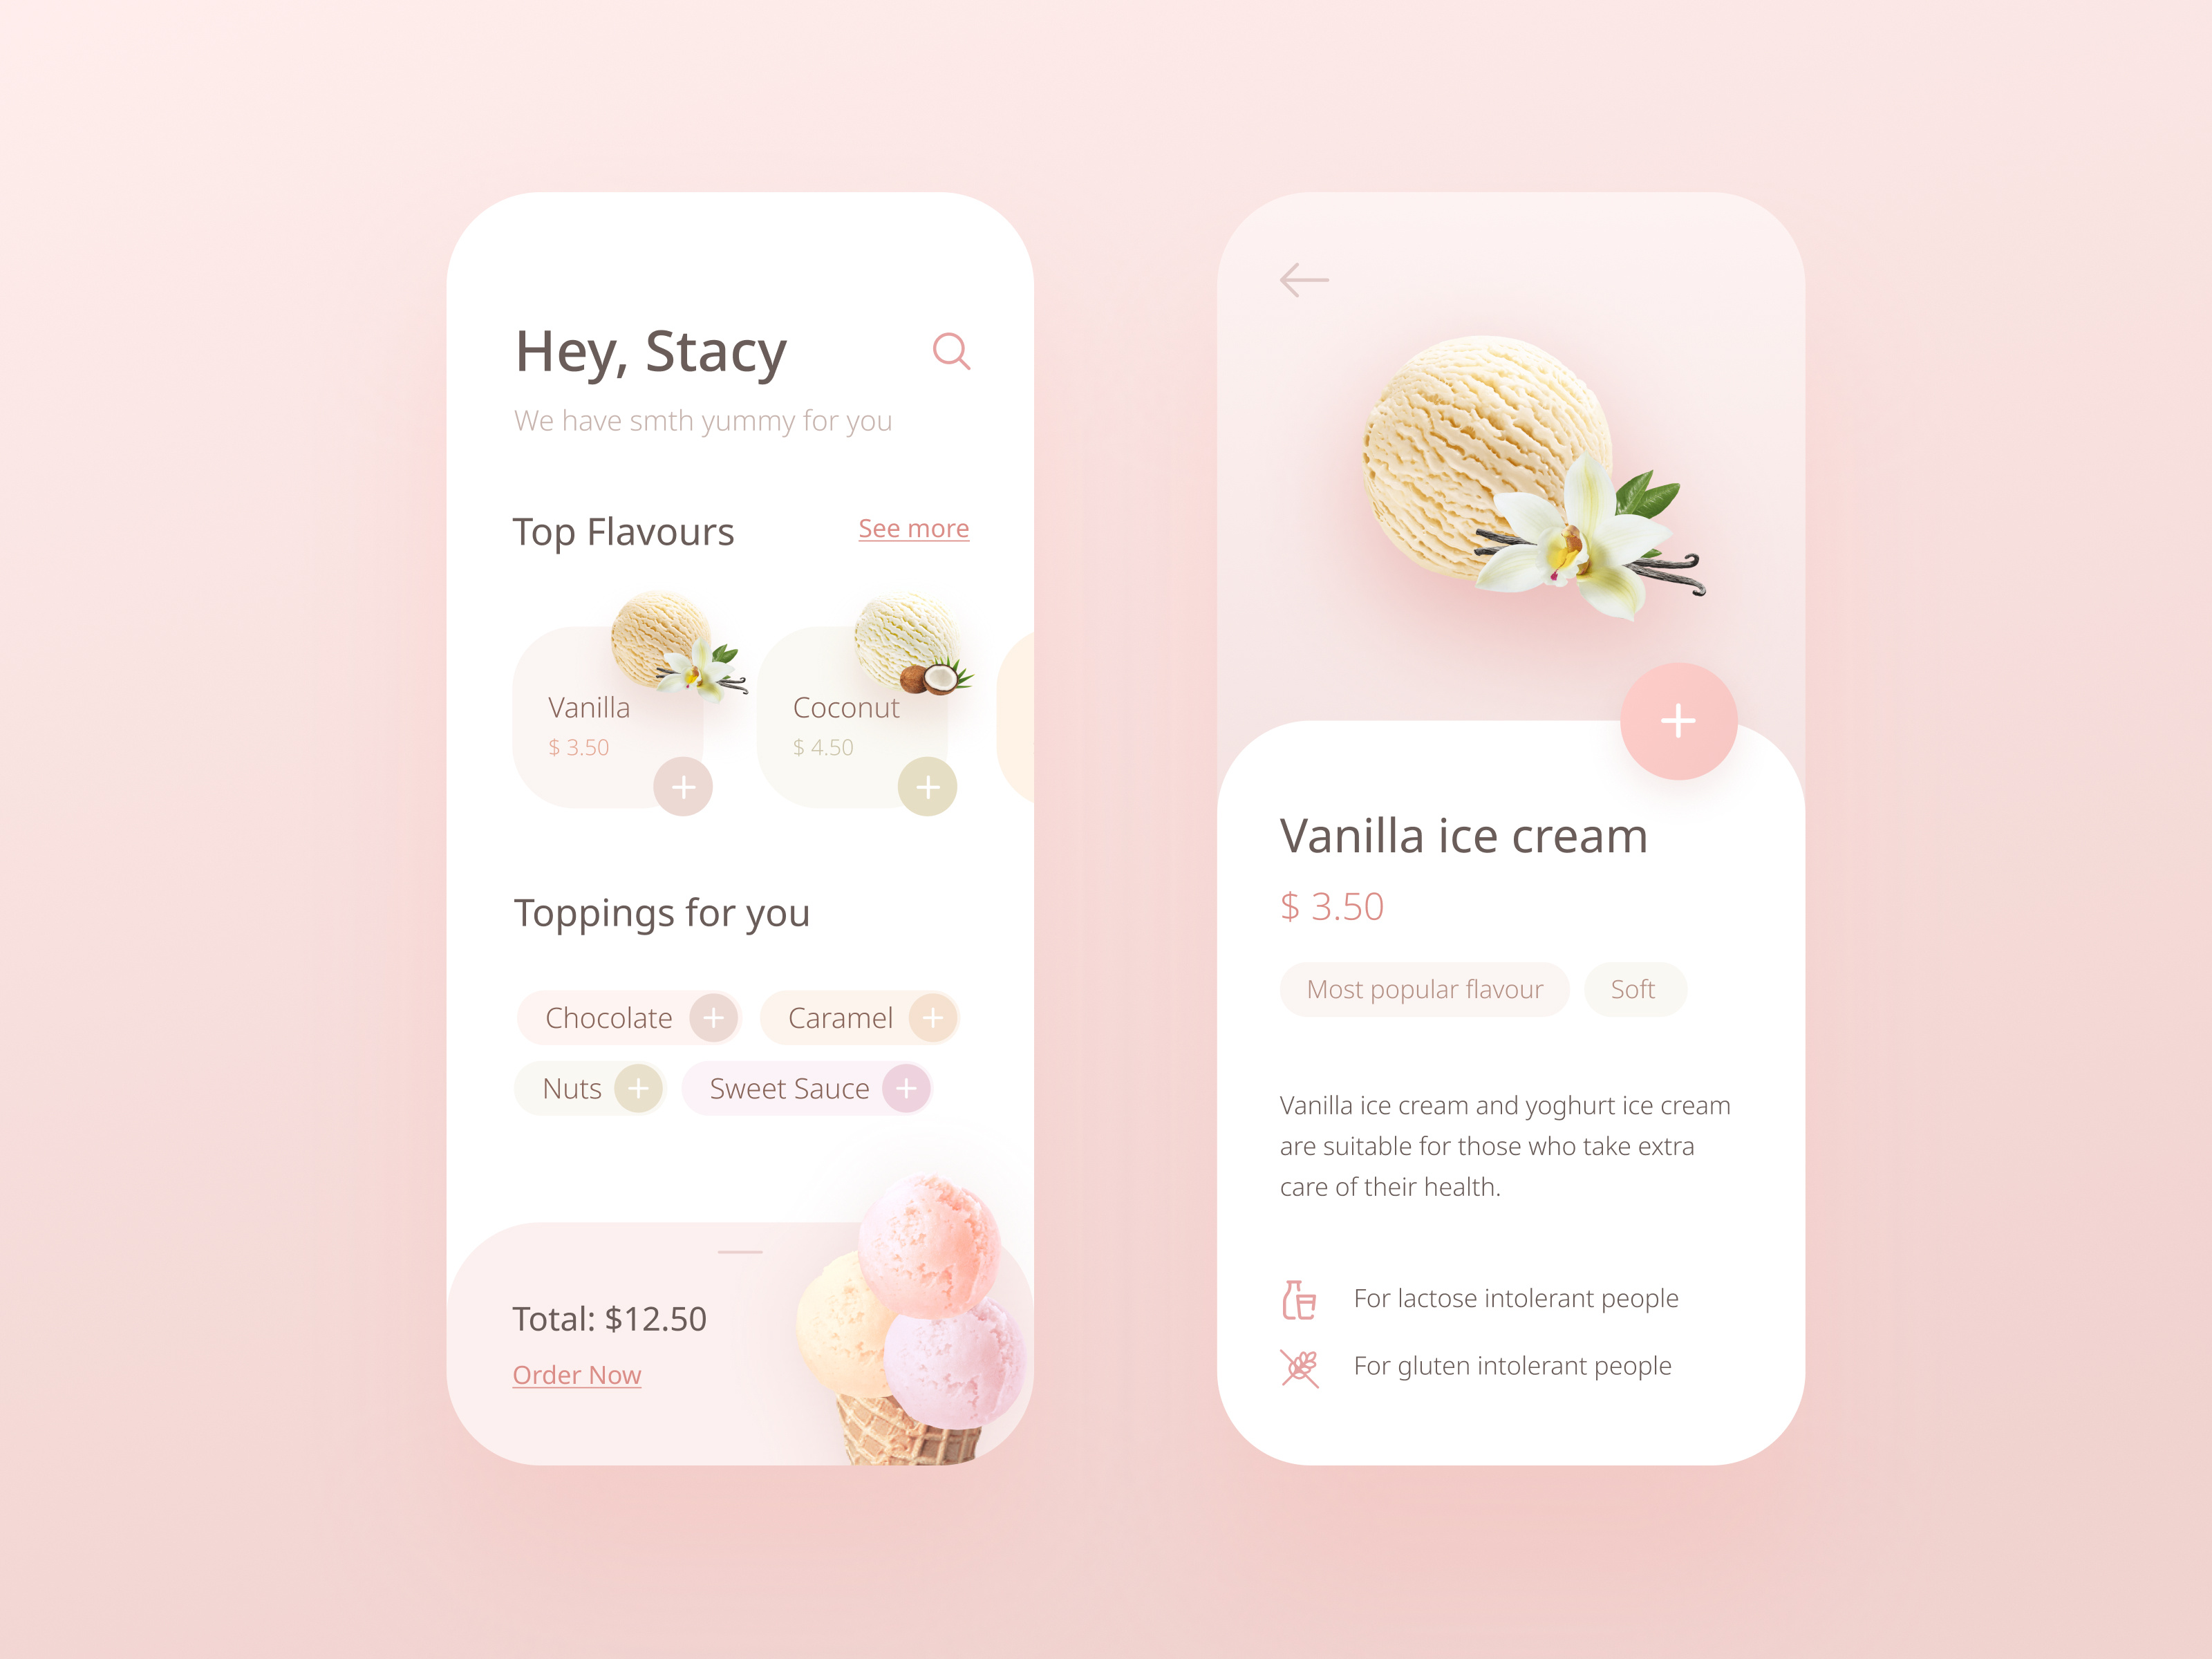 Hey, Stacy
We have smth yummy for you
Top Flavours
See more
Vanilla
$ 3.50
Coconut
$ 4.50
Toppings for you
Chocolate
Caramel
Nuts
Sweet Sauce
Total: $12.50
Order Now
Vanilla ice cream
$ 3.50
Most popular flavour
Soft
Vanilla ice cream and yoghurt ice cream
are suitable for those who take extra
care of their health.
For lactose intolerant people
For gluten intolerant people